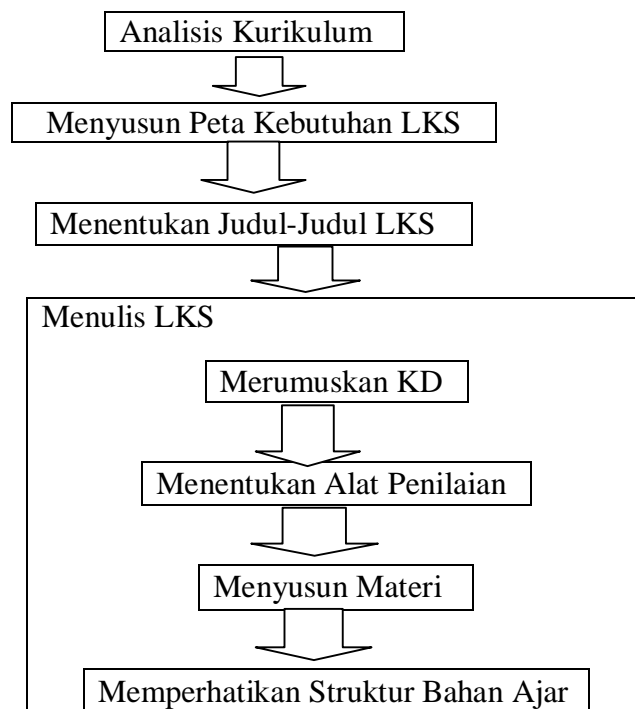 Analisis Kurikulum
Menyusun Peta Kebutuhan LKS
Menentukan Judul-Judul LKS
Menulis LKS
Merumuskan KD
Menentukan Alat Penilaian
Menyusun Materi
Memperhatikan Struktur Bahan Ajar